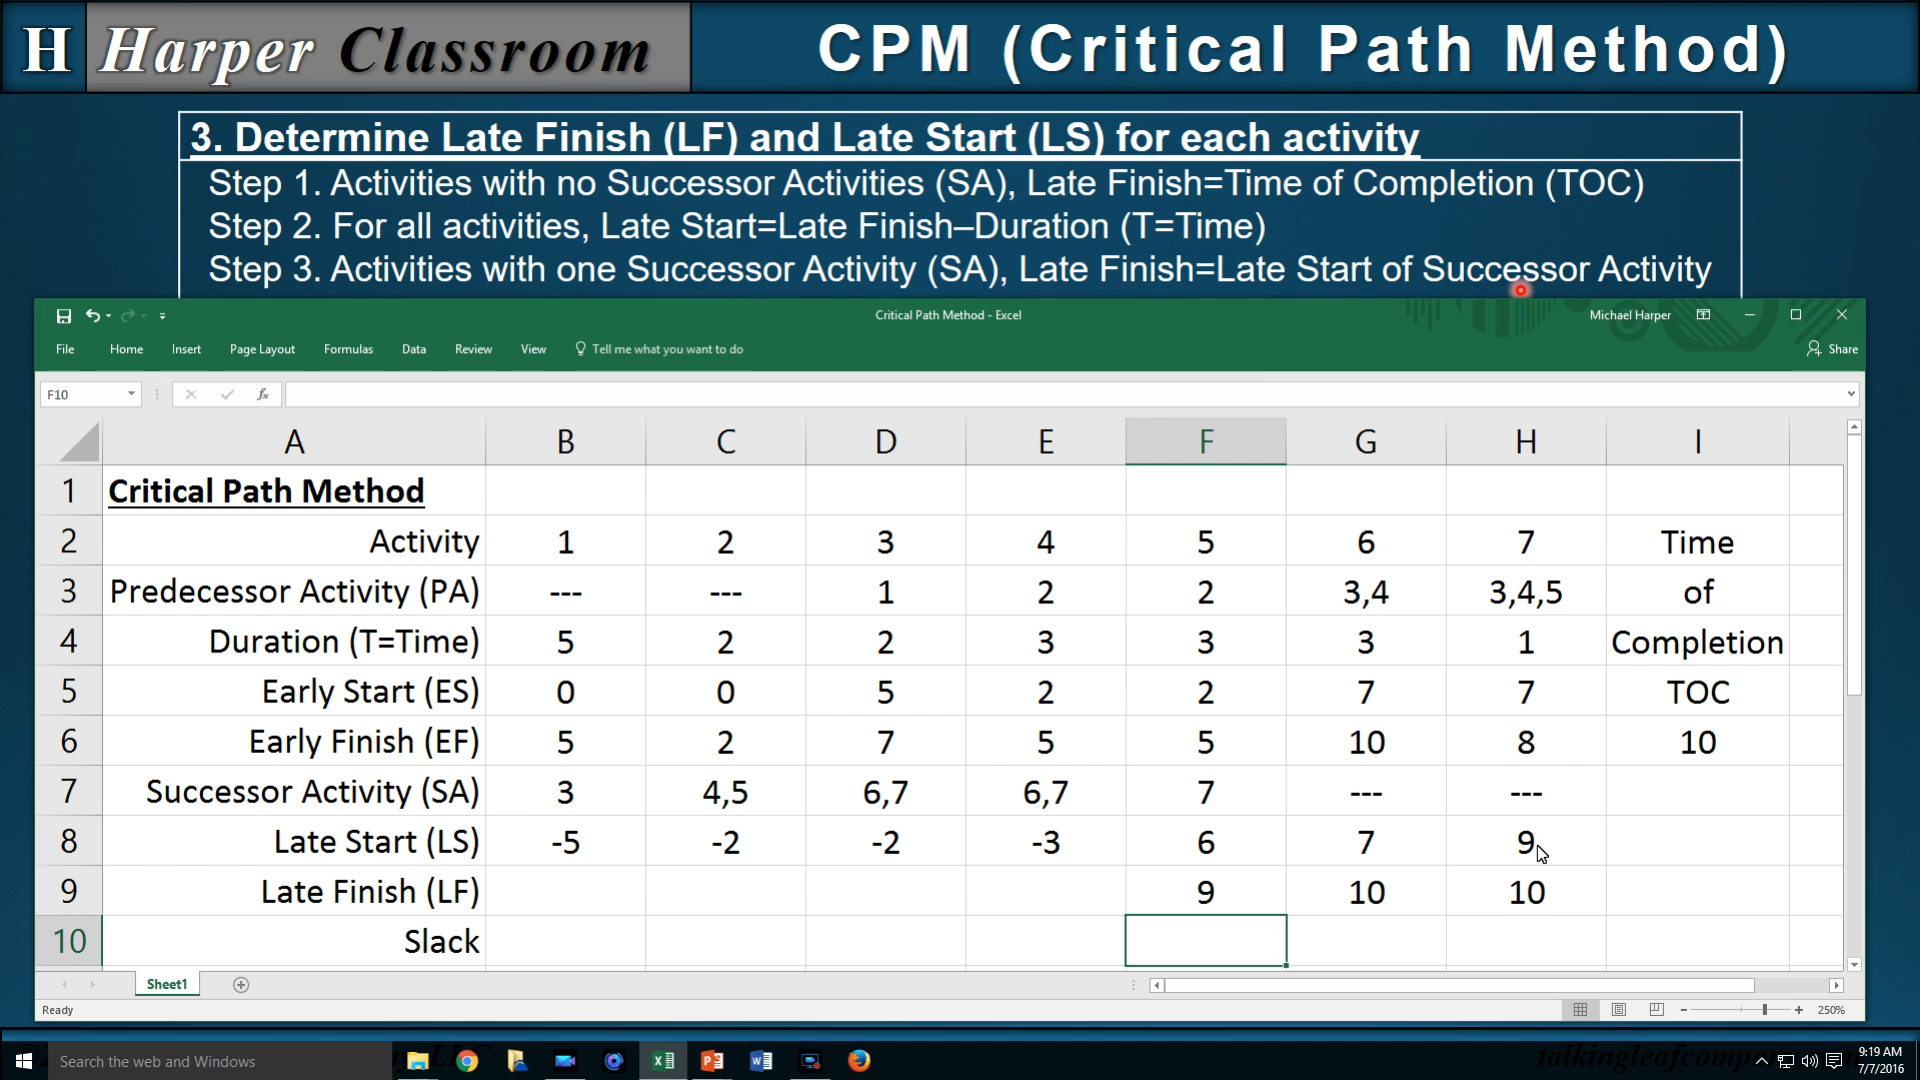 H Harper Classroom CPM (Critical Path Method)
3. Determine Late Finish (LF) and Late Start (LS) for each activity
Step 1. Activities with no Successor Activities (SA), Late Finish=Time of Completion (TOC)
Step 2. For all activities, Late Start=Late Finish–Duration (T=Time)
Step 3. Activities with one Successor Activity (SA), Late Finish=Late Start of Successor Activity
Critical Path Method - Excel Michael Harper
File Home Insert Page Layout Formulas Data Review View Tell me what you want to do Share
F10 fx
A B C D E F G H I
1 Critical Path Method
2 Activity 1 2 3 4 5 6 7 Time
3 Predecessor Activity (PA) --- --- 1 2 2 3,4 3,4,5 of
4 Duration (T=Time) 5 2 2 3 3 3 1 Completion
5 Early Start (ES) 0 0 5 2 2 7 7 TOC
6 Early Finish (EF) 5 2 7 5 5 10 8 10
7 Successor Activity (SA) 3 4,5 6,7 6,7 7 --- ---
8 Late Start (LS) -5 -2 -2 -3 6 7 9
9 Late Finish (LF) 9 10 10
10 Slack
Sheet1
Ready 250%
Search the web and Windows
9:19 AM
7/7/2016